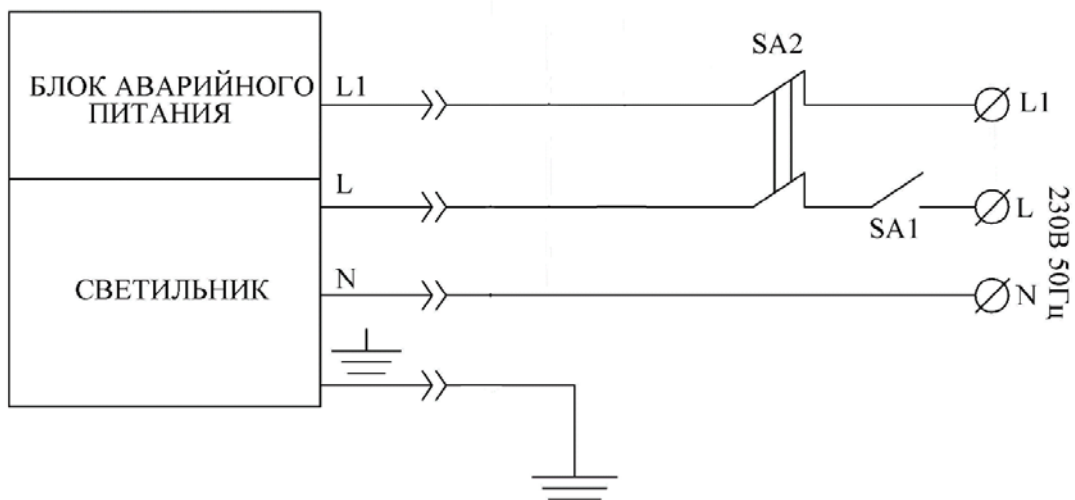 БЛОК АВАРИЙНОГО
ПИТАНИЯ
L1
SA2
L1
L
L
SA1
СВЕТИЛЬНИК
N
N
230В 50Гц